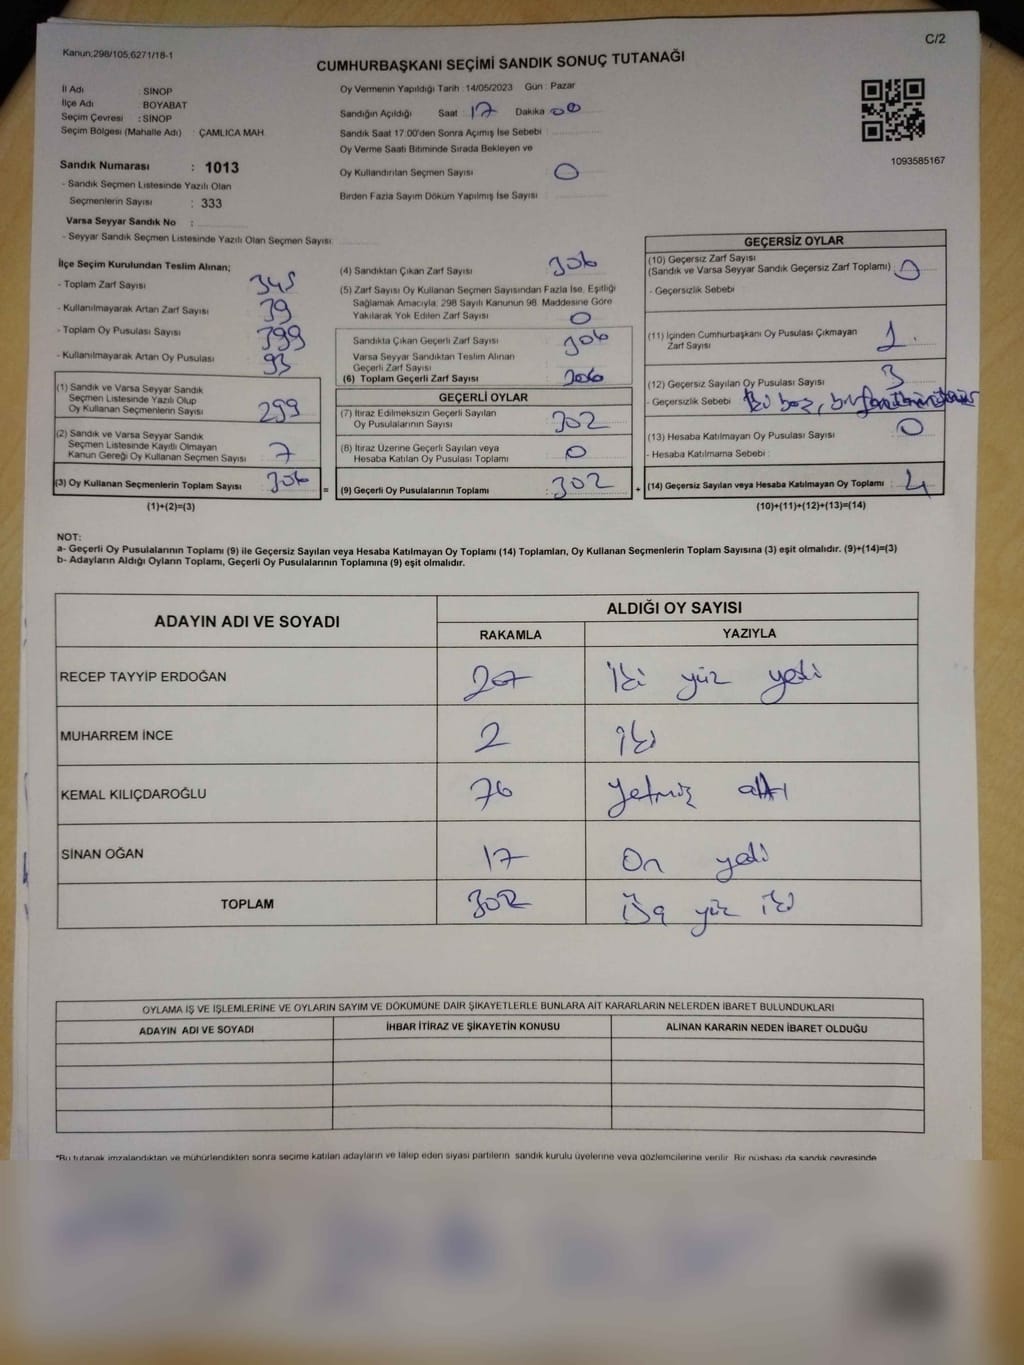 C/2
Kanun;298/105,6271/18-1
CUMHURBAŞKANI SEÇİMİ SANDIK SONUÇ TUTANAĞI
İl Adı : SİNOP
İlçe Adı : BOYABAT
Seçim Çevresi : SİNOP
Seçim Bölgesi (Mahalle Adı) : ÇAMLICA MAH.
Sandık Numarası : 1013
- Sandık Seçmen Listesinde Yazılı Olan
Seçmenlerin Sayısı : 333
Varsa Seyyar Sandık No :
- Seyyar Sandık Seçmen Listesinde Yazılı Olan Seçmen Sayısı:
Oy Vermenin Yapıldığı Tarih : 14/05/2023 Gün : Pazar
Sandığın Açıldığı Saat : 17 Dakika : 00
Sandık Saat 17:00'den Sonra Açımış İse Sebebi :
Oy Verme Saati Bitiminde Sırada Bekleyen ve
Oy Kullandırılan Seçmen Sayısı : 0
Birden Fazla Sayım Döküm Yapılmış İse Sayısı :
1093585167
İlçe Seçim Kurulundan Teslim Alınan;
- Toplam Zarf Sayısı : 345
- Kullanılmayarak Artan Zarf Sayısı : 39
- Toplam Oy Pusulası Sayısı : 399
- Kullanılmayarak Artan Oy Pusulası : 93
(1) Sandık ve Varsa Seyyar Sandık
Seçmen Listesinde Yazılı Olup
Oy Kullanan Seçmenlerin Sayısı : 299
(2) Sandık ve Varsa Seyyar Sandık
Seçmen Listesinde Kayıtlı Olmayan
Kanun Gereği Oy Kullanan Seçmen Sayısı : 7
(3) Oy Kullanan Seçmenlerin Toplam Sayısı : 306 =
(1)+(2)=(3)
(4) Sandıktan Çıkan Zarf Sayısı : 306
(5) Zarf Sayısı Oy Kullanan Seçmen Sayısından Fazla İse, Eşitliği
Sağlamak Amacıyla, 298 Sayılı Kanunun 98. Maddesine Göre
Yakılarak Yok Edilen Zarf Sayısı : 0
Sandıkta Çıkan Geçerli Zarf Sayısı : 306
Varsa Seyyar Sandıktan Teslim Alınan
Geçerli Zarf Sayısı :
(6) Toplam Geçerli Zarf Sayısı : 306
GEÇERLİ OYLAR
(7) İtiraz Edilmeksizin Geçerli Sayılan
Oy Pusulalarının Sayısı : 302
(8) İtiraz Üzerine Geçerli Sayılan veya
Hesaba Katılan Oy Pusulası Toplamı : 0
(9) Geçerli Oy Pusulalarının Toplamı : 302 +
GEÇERSİZ OYLAR
(10) Geçersiz Zarf Sayısı
(Sandık ve Varsa Seyyar Sandık Geçersiz Zarf Toplamı) : 0
- Geçersizlik Sebebi
(11) İçinden Cumhurbaşkanı Oy Pusulası Çıkmayan
Zarf Sayısı : 1
(12) Geçersiz Sayılan Oy Pusulası Sayısı : 3
- Geçersizlik Sebebi :
(13) Hesaba Katılmayan Oy Pusulası Sayısı : 0
- Hesaba Katılmama Sebebi :
(14) Geçersiz Sayılan veya Hesaba Katılmayan Oy Toplamı : 4
(10)+(11)+(12)+(13)=(14)
NOT:
a- Geçerli Oy Pusulalarının Toplamı (9) ile Geçersiz Sayılan veya Hesaba Katılmayan Oy Toplamı (14) Toplamları, Oy Kullanan Seçmenlerin Toplam Sayısına (3) eşit olmalıdır. (9)+(14)=(3)
b- Adayların Aldığı Oyların Toplamı, Geçerli Oy Pusulalarının Toplamına (9) eşit olmalıdır.
ADAYIN ADI VE SOYADI ALDIĞI OY SAYISI
RAKAMLA YAZIYLA
RECEP TAYYİP ERDOĞAN 207 iki yüz yedi
MUHARREM İNCE 2 iki
KEMAL KILIÇDAROĞLU 76 yetmiş altı
SİNAN OĞAN 17 On yedi
TOPLAM 302 üç yüz iki
OYLAMA İŞ VE İŞLEMLERİNE VE OYLARIN SAYIM VE DÖKÜMÜNE DAİR ŞİKAYETLERLE BUNLARA AİT KARARLARIN NELERDEN İBARET BULUNDUKLARI
ADAYIN ADI VE SOYADI İHBAR İTİRAZ VE ŞİKAYETİN KONUSU ALINAN KARARIN NEDEN İBARET OLDUĞU
*Bu tutanak imzalandıktan ve mühürlendikten sonra seçime katılan adayların ve talep eden siyasi partilerin sandık kurulu üyelerine veya gözlemcilerine verilir. Bir nüshası da sandık çevresinde